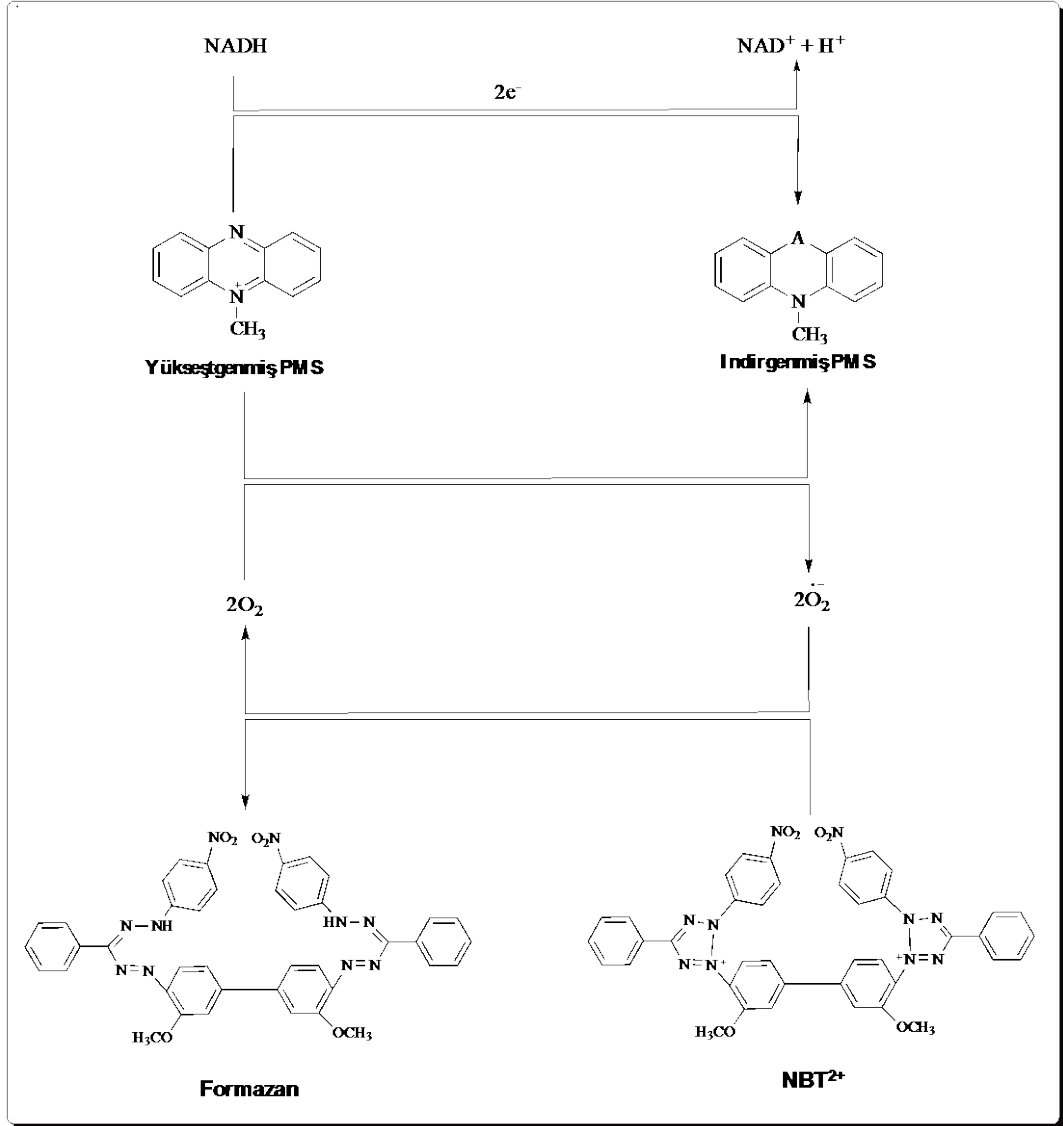 NADH
NAD⁺ + H⁺
2e⁻
N
N⁺
CH₃
Yükseştgenmiş PMS
A
N
CH₃
Indirgenmiş PMS
2O₂
2O₂˙⁻
NO₂ O₂N
N NH HN N
N N N N
H₃CO OCH₃
Formazan
NO₂ O₂N
N N N N
N N⁺ N⁺ N
H₃CO OCH₃
NBT²⁺